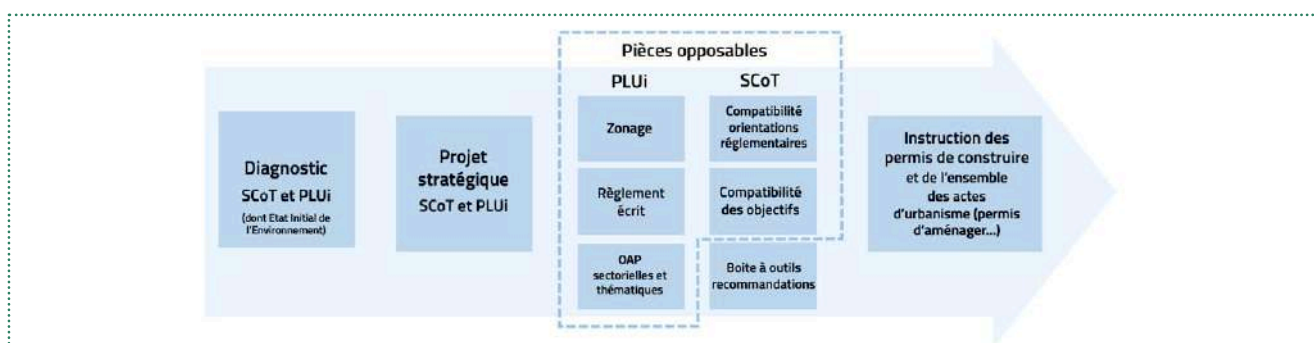 Diagnostic
SCoT et PLUi
(dont Etat Initial de
l'Environnement)
Projet
stratégique
SCoT et PLUi
Pièces opposables
PLUi
Zonage
Règlement
écrit
OAP
sectorielles et
thématiques
SCoT
Compatibilité
orientations
réglementaires
Compatibilité
des objectifs
Boite à outils
recommandations
Instruction des
permis de construire
et de l'ensemble
des actes
d'urbanisme (permis
d'aménager...)